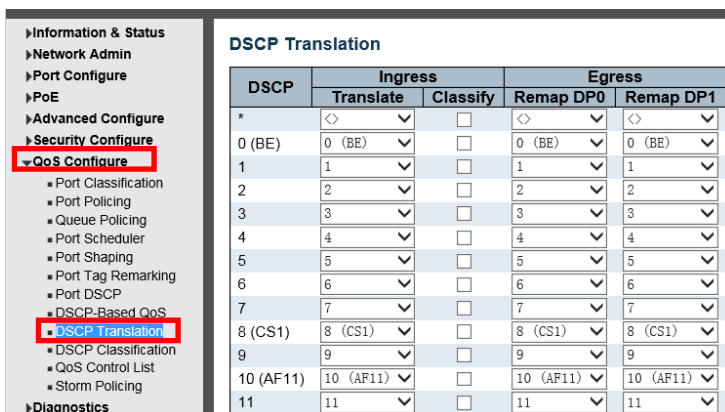 Information & Status
Network Admin
Port Configure
PoE
Advanced Configure
Security Configure
QoS Configure
Port Classification
Port Policing
Queue Policing
Port Scheduler
Port Shaping
Port Tag Remarking
Port DSCP
DSCP-Based QoS
DSCP Translation
DSCP Classification
QoS Control List
Storm Policing
Diagnostics
DSCP Translation
DSCP Ingress Egress
Translate Classify Remap DP0 Remap DP1
* <> <> <>
0 (BE) 0 (BE) 0 (BE) 0 (BE)
1 1 1 1
2 2 2 2
3 3 3 3
4 4 4 4
5 5 5 5
6 6 6 6
7 7 7 7
8 (CS1) 8 (CS1) 8 (CS1) 8 (CS1)
9 9 9 9
10 (AF11) 10 (AF11) 10 (AF11) 10 (AF11)
11 11 11 11